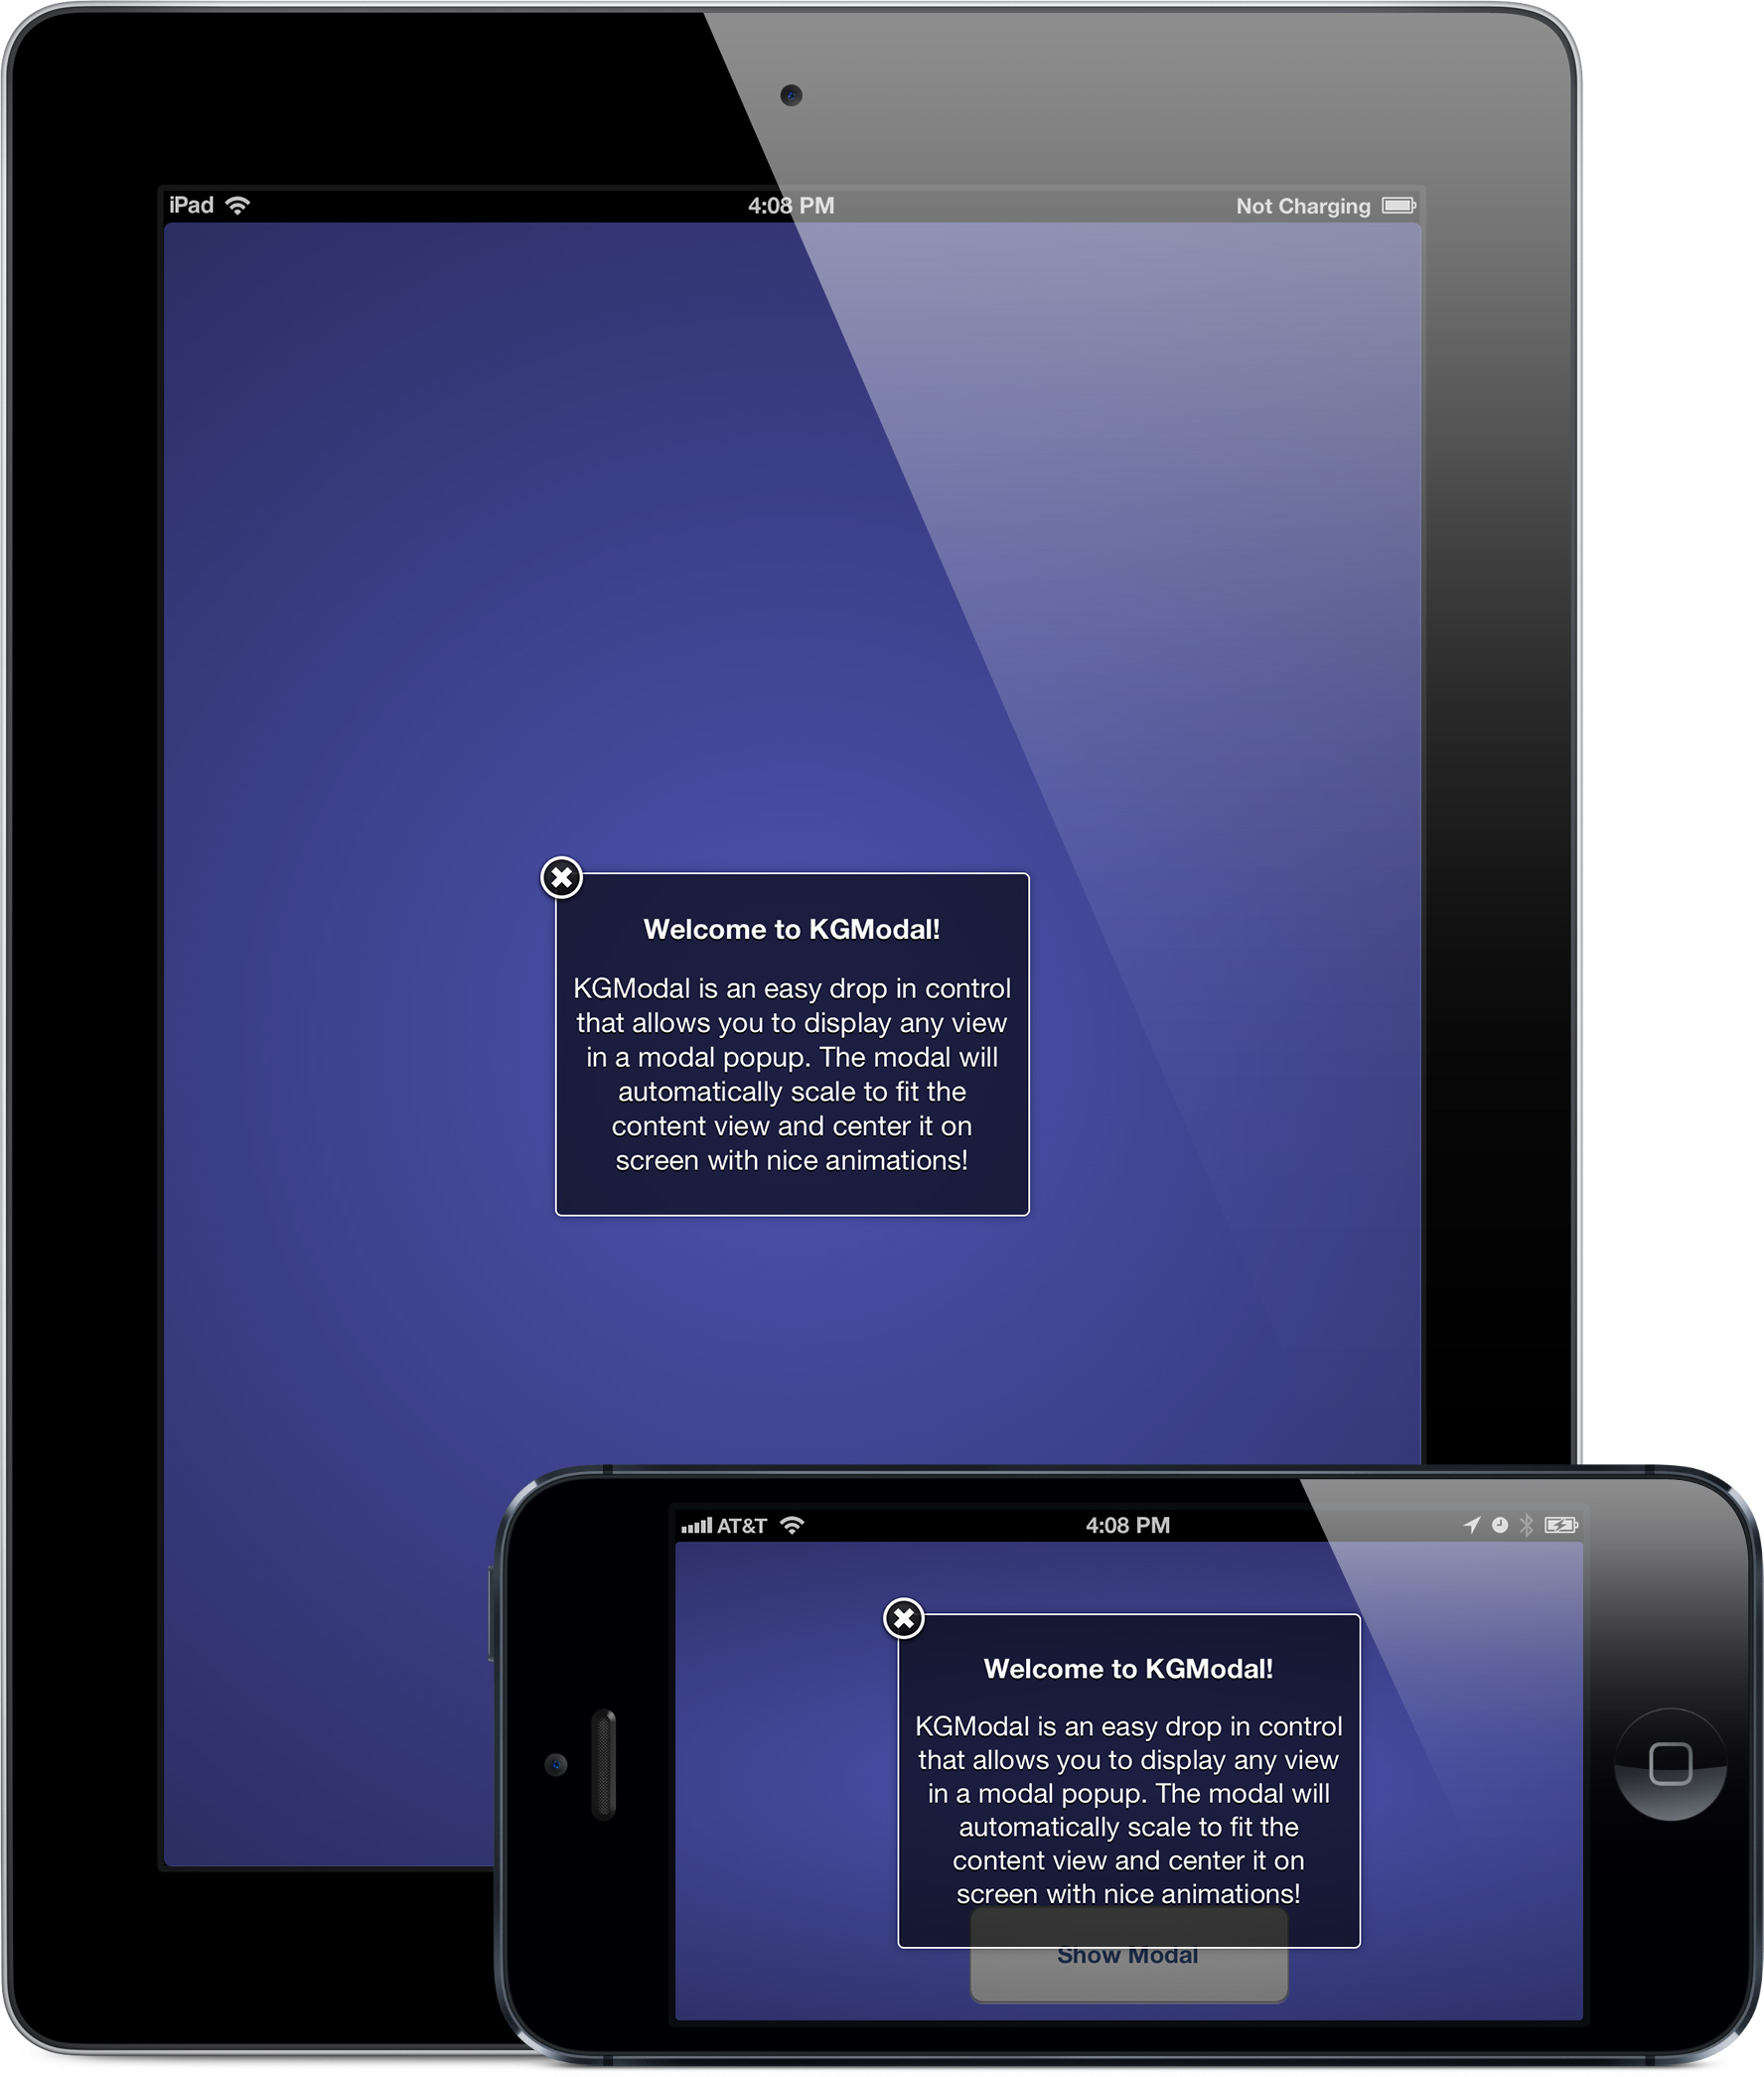 iPad 4:08 PM Not Charging
Welcome to KGModal!
KGModal is an easy drop in control
that allows you to display any view
in a modal popup. The modal will
automatically scale to fit the
content view and center it on
screen with nice animations!
AT&T 4:08 PM
Welcome to KGModal!
KGModal is an easy drop in control
that allows you to display any view
in a modal popup. The modal will
automatically scale to fit the
content view and center it on
screen with nice animations!
Show Modal